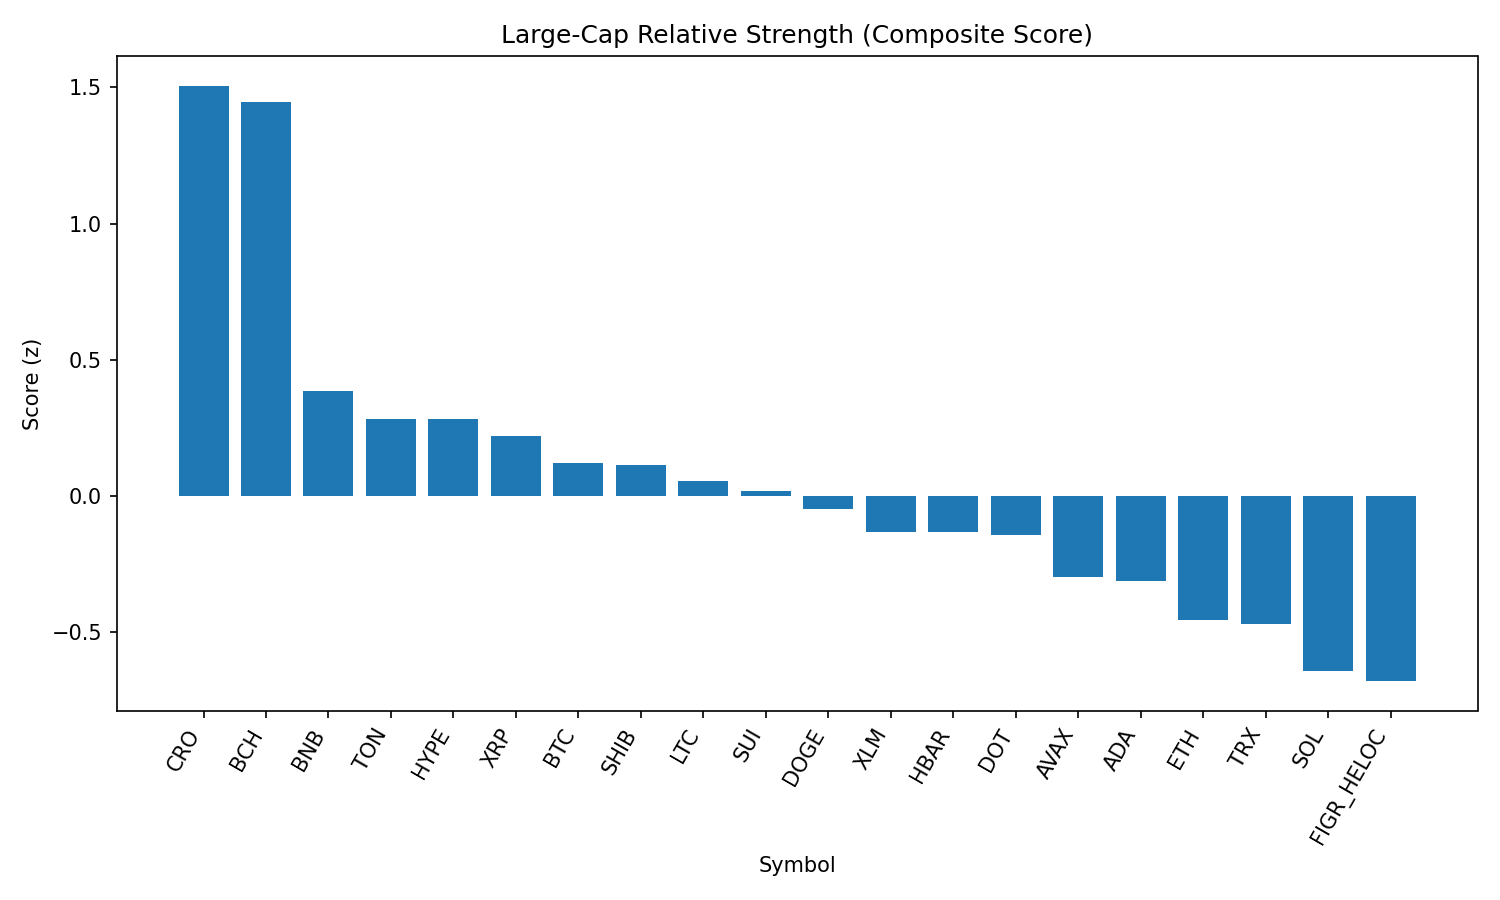 Large-Cap Relative Strength (Composite Score)
Score (z)
1.5
1.0
0.5
0.0
−0.5
CRO
BCH
BNB
TON
HYPE
XRP
BTC
SHIB
LTC
SUI
DOGE
XLM
HBAR
DOT
AVAX
ADA
ETH
TRX
SOL
FIGR_HELOC
Symbol